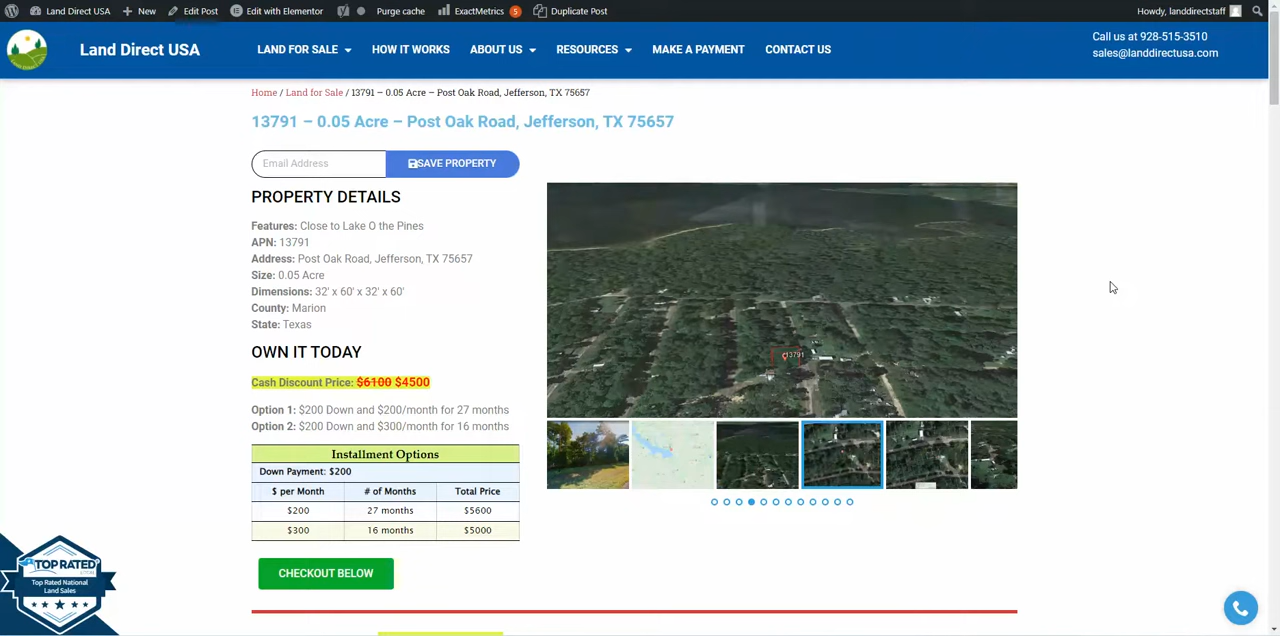 Land Direct USA
New
Edit Post
Edit with Elementor
Purge cache
ExactMetrics 5
Duplicate Post
Howdy, landdirectstaff
Land Direct USA
LAND FOR SALE
HOW IT WORKS
ABOUT US
RESOURCES
MAKE A PAYMENT
CONTACT US
Call us at 928-515-3510
sales@landdirectusa.com
Home / Land for Sale / 13791 – 0.05 Acre – Post Oak Road, Jefferson, TX 75657
13791 – 0.05 Acre – Post Oak Road, Jefferson, TX 75657
Email Address
SAVE PROPERTY
PROPERTY DETAILS
Features: Close to Lake O the Pines
APN: 13791
Address: Post Oak Road, Jefferson, TX 75657
Size: 0.05 Acre
Dimensions: 32' x 60' x 32' x 60'
County: Marion
State: Texas
OWN IT TODAY
Cash Discount Price: $6100 $4500
Option 1: $200 Down and $200/month for 27 months
Option 2: $200 Down and $300/month for 16 months
Installment Options
Down Payment: $200
$ per Month # of Months Total Price
$200 27 months $5600
$300 16 months $5000
CHECKOUT BELOW
13791
TOP RATED
Top Rated National
Land Sales